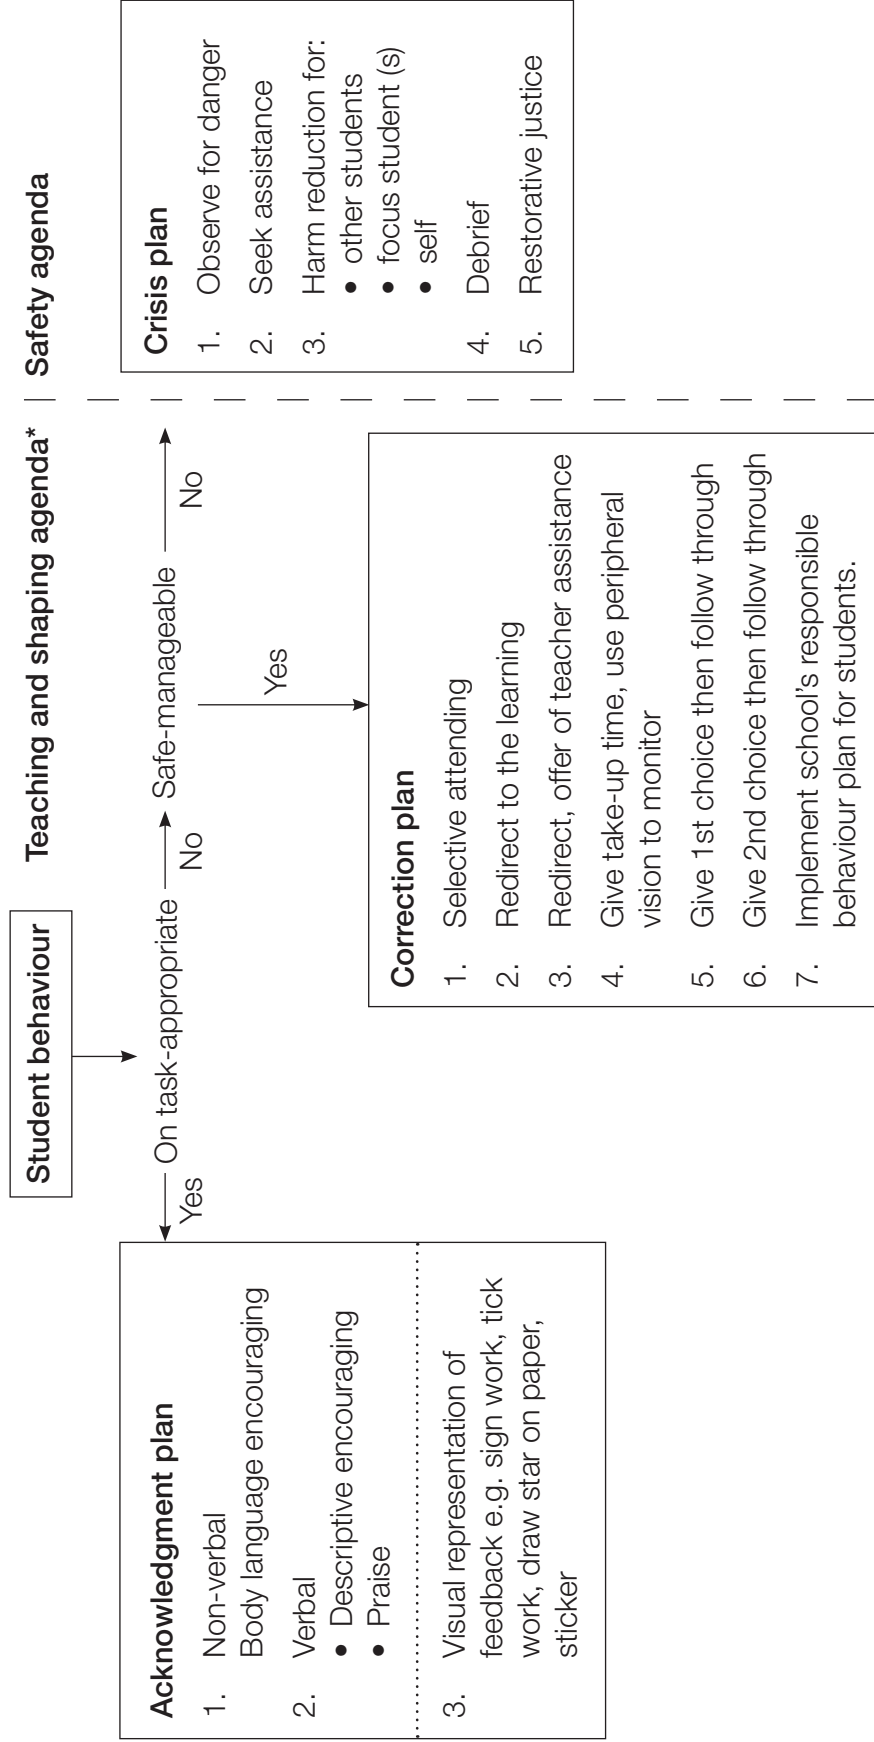 Student behaviour
Teaching and shaping agenda*
Safety agenda
On task-appropriate
Yes
No
Safe-manageable
No
Yes
Acknowledgment plan
1. Non-verbal
Body language encouraging
2. Verbal
• Descriptive encouraging
• Praise
3. Visual representation of
feedback e.g. sign work, tick
work, draw star on paper,
sticker
Correction plan
1. Selective attending
2. Redirect to the learning
3. Redirect, offer of teacher assistance
4. Give take-up time, use peripheral
vision to monitor
5. Give 1st choice then follow through
6. Give 2nd choice then follow through
7. Implement school's responsible
behaviour plan for students.
Crisis plan
1. Observe for danger
2. Seek assistance
3. Harm reduction for:
• other students
• focus student (s)
• self
4. Debrief
5. Restorative justice